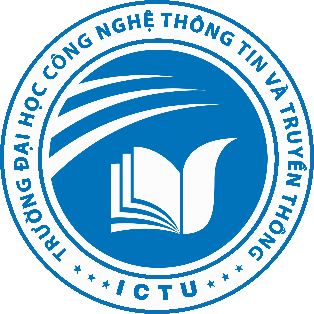 TRƯỜNG ĐẠI HỌC CÔNG NGHỆ THÔNG TIN VÀ TRUYỀN THÔNG
ICTU